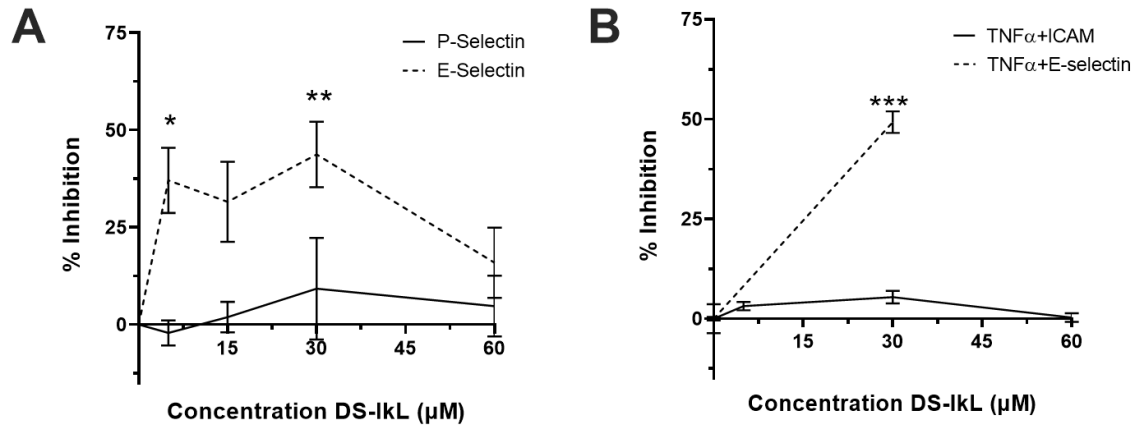 A
75
50
25
0
% Inhibition
P-Selectin
E-Selectin
*
**
15
30
45
60
Concentration DS-IkL (µM)
B
75
50
25
0
% Inhibition
TNFα+ICAM
TNFα+E-selectin
***
15
30
45
60
Concentration DS-IkL (µM)